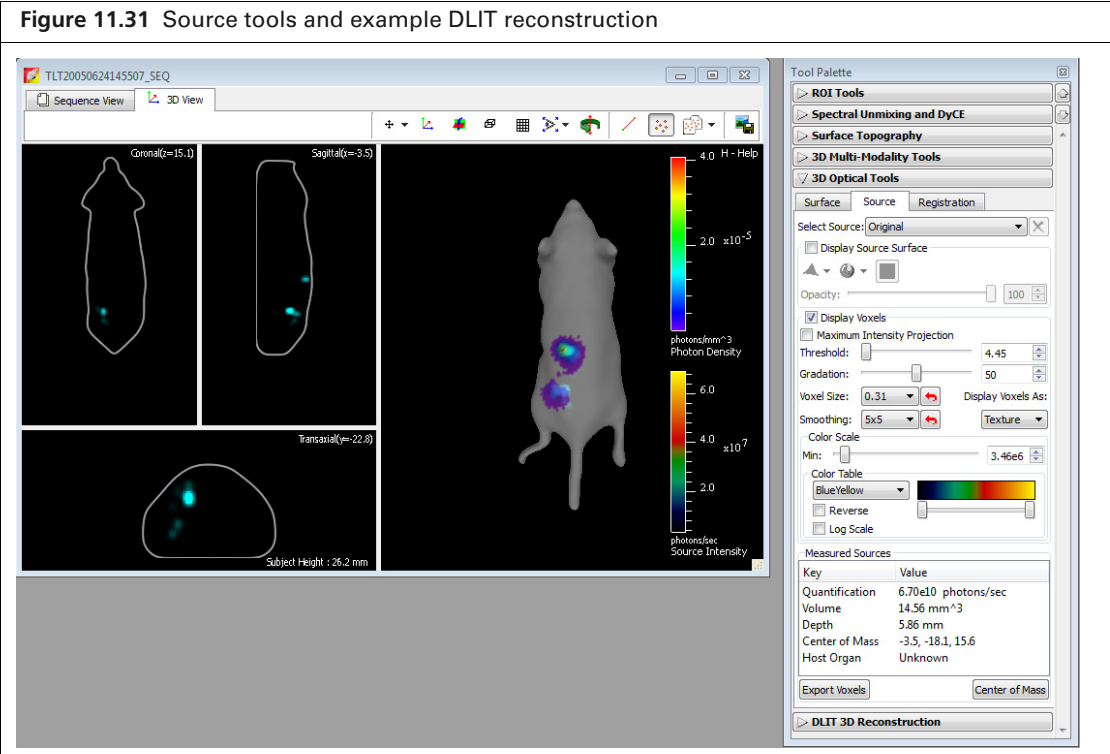 Figure 11.31 Source tools and example DLIT reconstruction
TLT20050624145507_SEQ
Sequence View
3D View
Coronal(z=15.1)
Sagittal(x=-3.5)
4.0
H - Help
2.0 x10-5
photons/mm^3
Photon Density
6.0
4.0 x10 7
2.0
photons/sec
Source Intensity
Transaxial(y=-22.8)
Subject Height : 26.2 mm
Tool Palette
ROI Tools
Spectral Unmixing and DyCE
Surface Topography
3D Multi-Modality Tools
3D Optical Tools
Surface Source Registration
Select Source: Original
Display Source Surface
Opacity: 100
Display Voxels
Maximum Intensity Projection
Threshold: 4.45
Gradation: 50
Voxel Size: 0.31 Display Voxels As:
Smoothing: 5x5 Texture
Color Scale
Min: 3.46e6
Color Table
BlueYellow
Reverse
Log Scale
Measured Sources
Key Value
Quantification 6.70e10 photons/sec
Volume 14.56 mm^3
Depth 5.86 mm
Center of Mass -3.5, -18.1, 15.6
Host Organ Unknown
Export Voxels Center of Mass
DLIT 3D Reconstruction